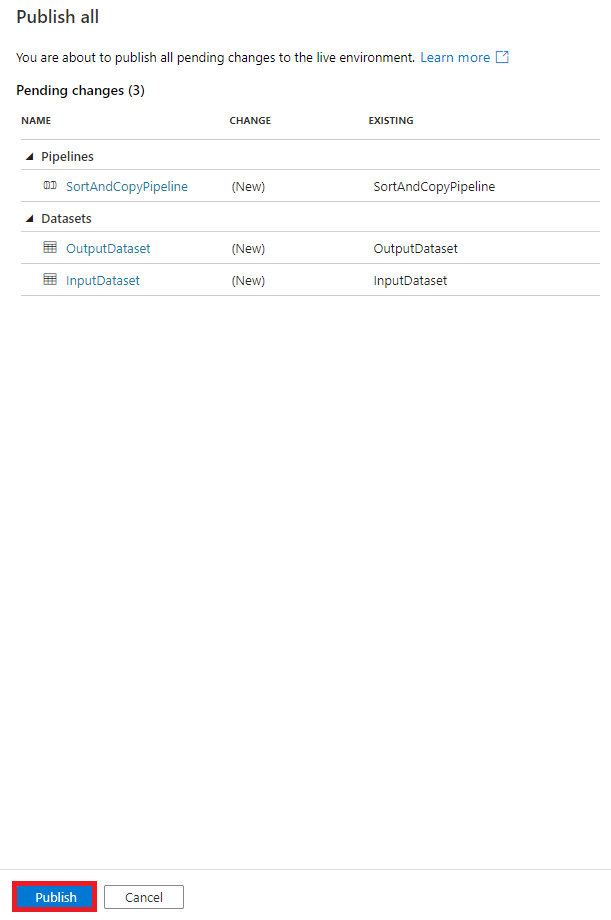 Publish all
You are about to publish all pending changes to the live environment. Learn more
Pending changes (3)
NAME CHANGE EXISTING
Pipelines
SortAndCopyPipeline (New) SortAndCopyPipeline
Datasets
OutputDataset (New) OutputDataset
InputDataset (New) InputDataset
Publish Cancel